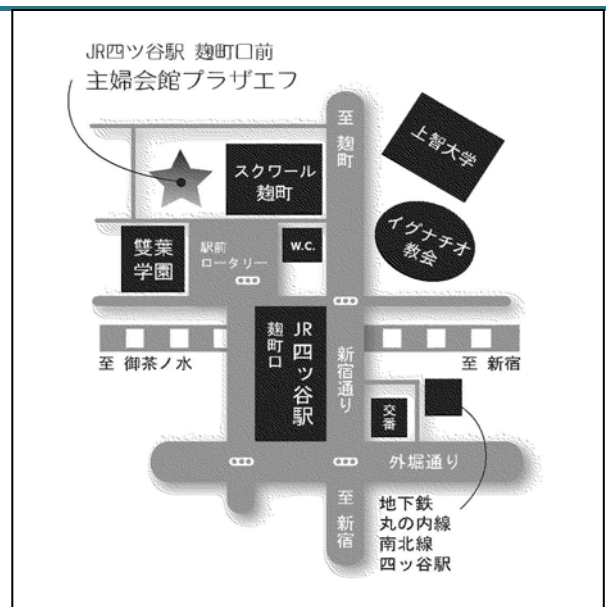 JR四ツ谷駅 麹町口前
主婦会館プラザエフ
至 麹町
上智大学
スクワール
麹町
イグナチオ
教会
雙葉
学園
駅前
ロータリー
W.C.
麹町口
JR四ッ谷駅
新宿通り
至 御茶ノ水
至 新宿
交番
外堀通り
至 新宿
地下鉄
丸の内線
南北線
四ッ谷駅